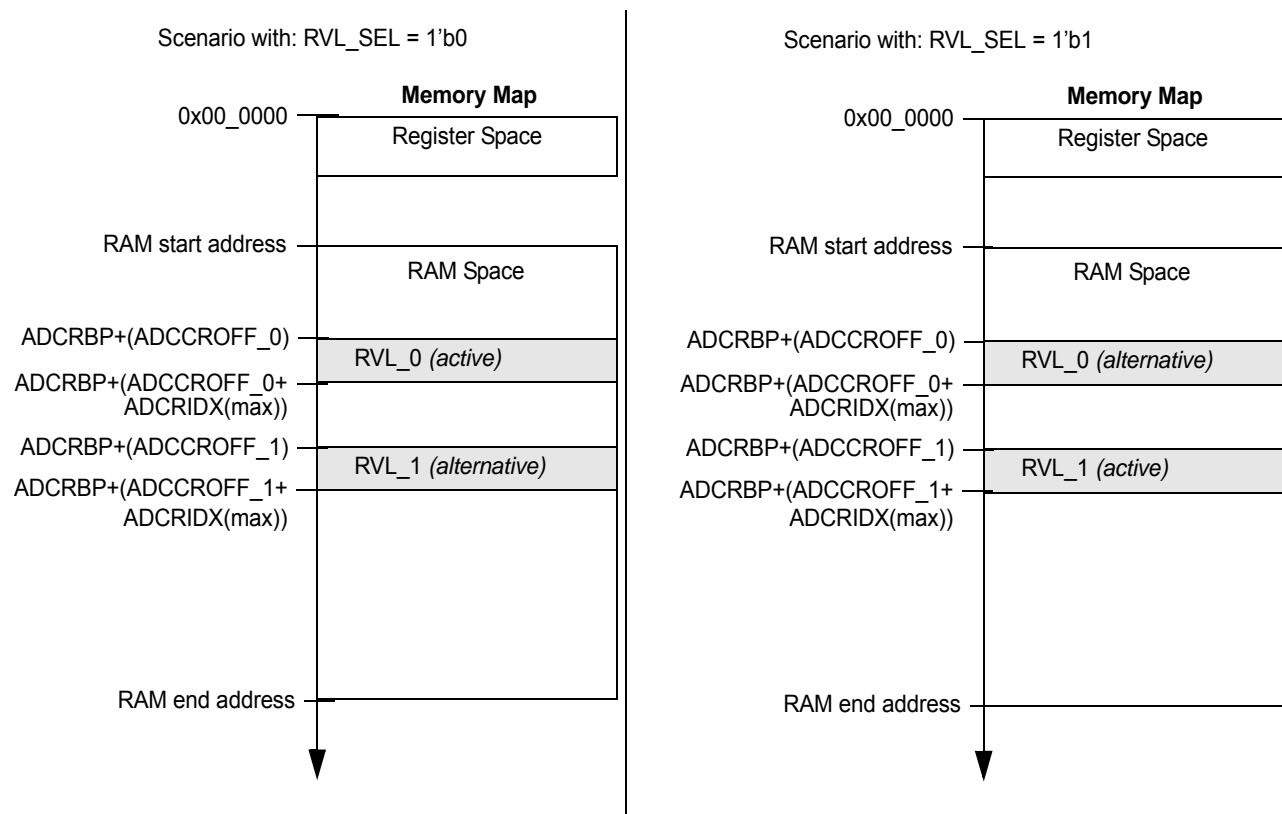 Scenario with: RVL_SEL = 1'b0
Memory Map
0x00_0000
Register Space
RAM start address
RAM Space
ADCRBP+(ADCCROFF_0)
RVL_0 (active)
ADCRBP+(ADCCROFF_0+
ADCRIDX(max))
ADCRBP+(ADCCROFF_1)
RVL_1 (alternative)
ADCRBP+(ADCCROFF_1+
ADCRIDX(max))
RAM end address
Scenario with: RVL_SEL = 1'b1
Memory Map
0x00_0000
Register Space
RAM start address
RAM Space
ADCRBP+(ADCCROFF_0)
RVL_0 (alternative)
ADCRBP+(ADCCROFF_0+
ADCRIDX(max))
ADCRBP+(ADCCROFF_1)
RVL_1 (active)
ADCRBP+(ADCCROFF_1+
ADCRIDX(max))
RAM end address